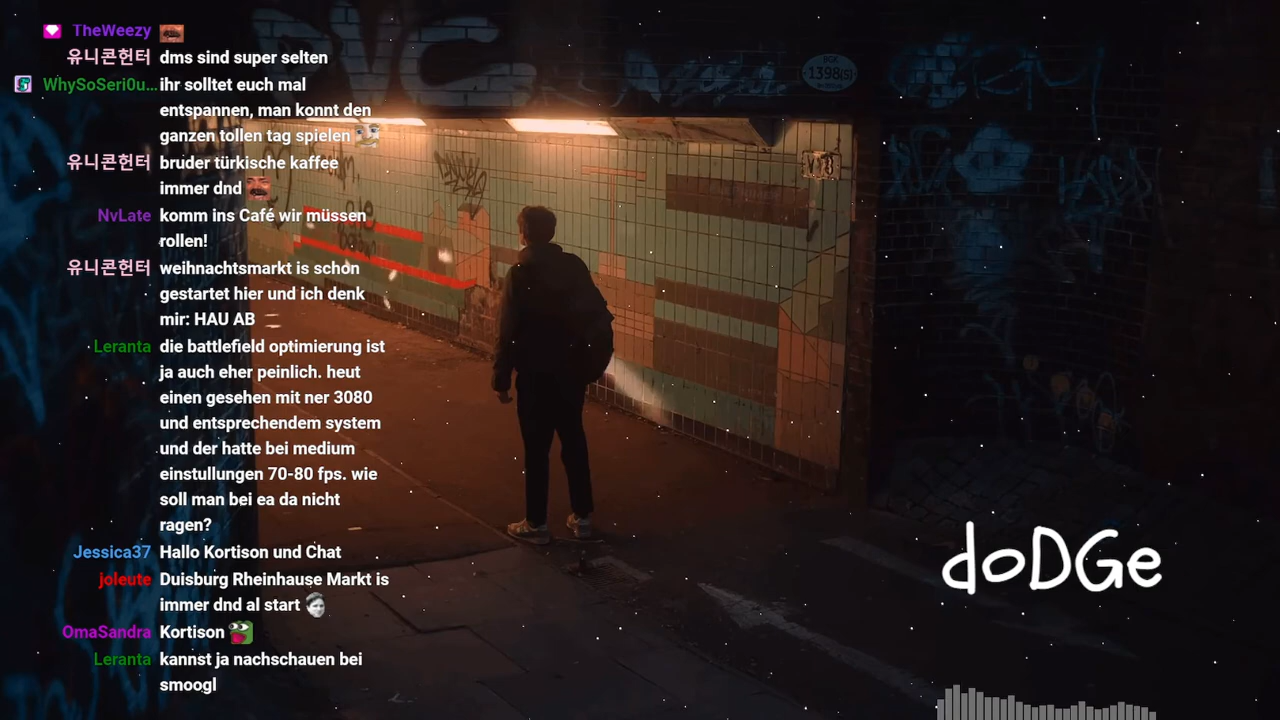 TheWeezy
유니콘헌터 dms sind super selten
WhySoSeri0u... ihr solltet euch mal
entspannen, man konnt den
ganzen tollen tag spielen
유니콘헌터 bruder türkische kaffee
immer dnd
NvLate komm ins Café wir müssen
rollen!
유니콘헌터 weihnachtsmarkt is schon
gestartet hier und ich denk
mir: HAU AB
Leranta die battlefield optimierung ist
ja auch eher peinlich. heut
einen gesehen mit ner 3080
und entsprechendem system
und der hatte bei medium
einstullungen 70-80 fps. wie
soll man bei ea da nicht
ragen?
Jessica37 Hallo Kortison und Chat
joleute Duisburg Rheinhause Markt is
immer dnd al start
OmaSandra Kortison
Leranta kannst ja nachschauen bei
smoogl
1398(S)
doDGe